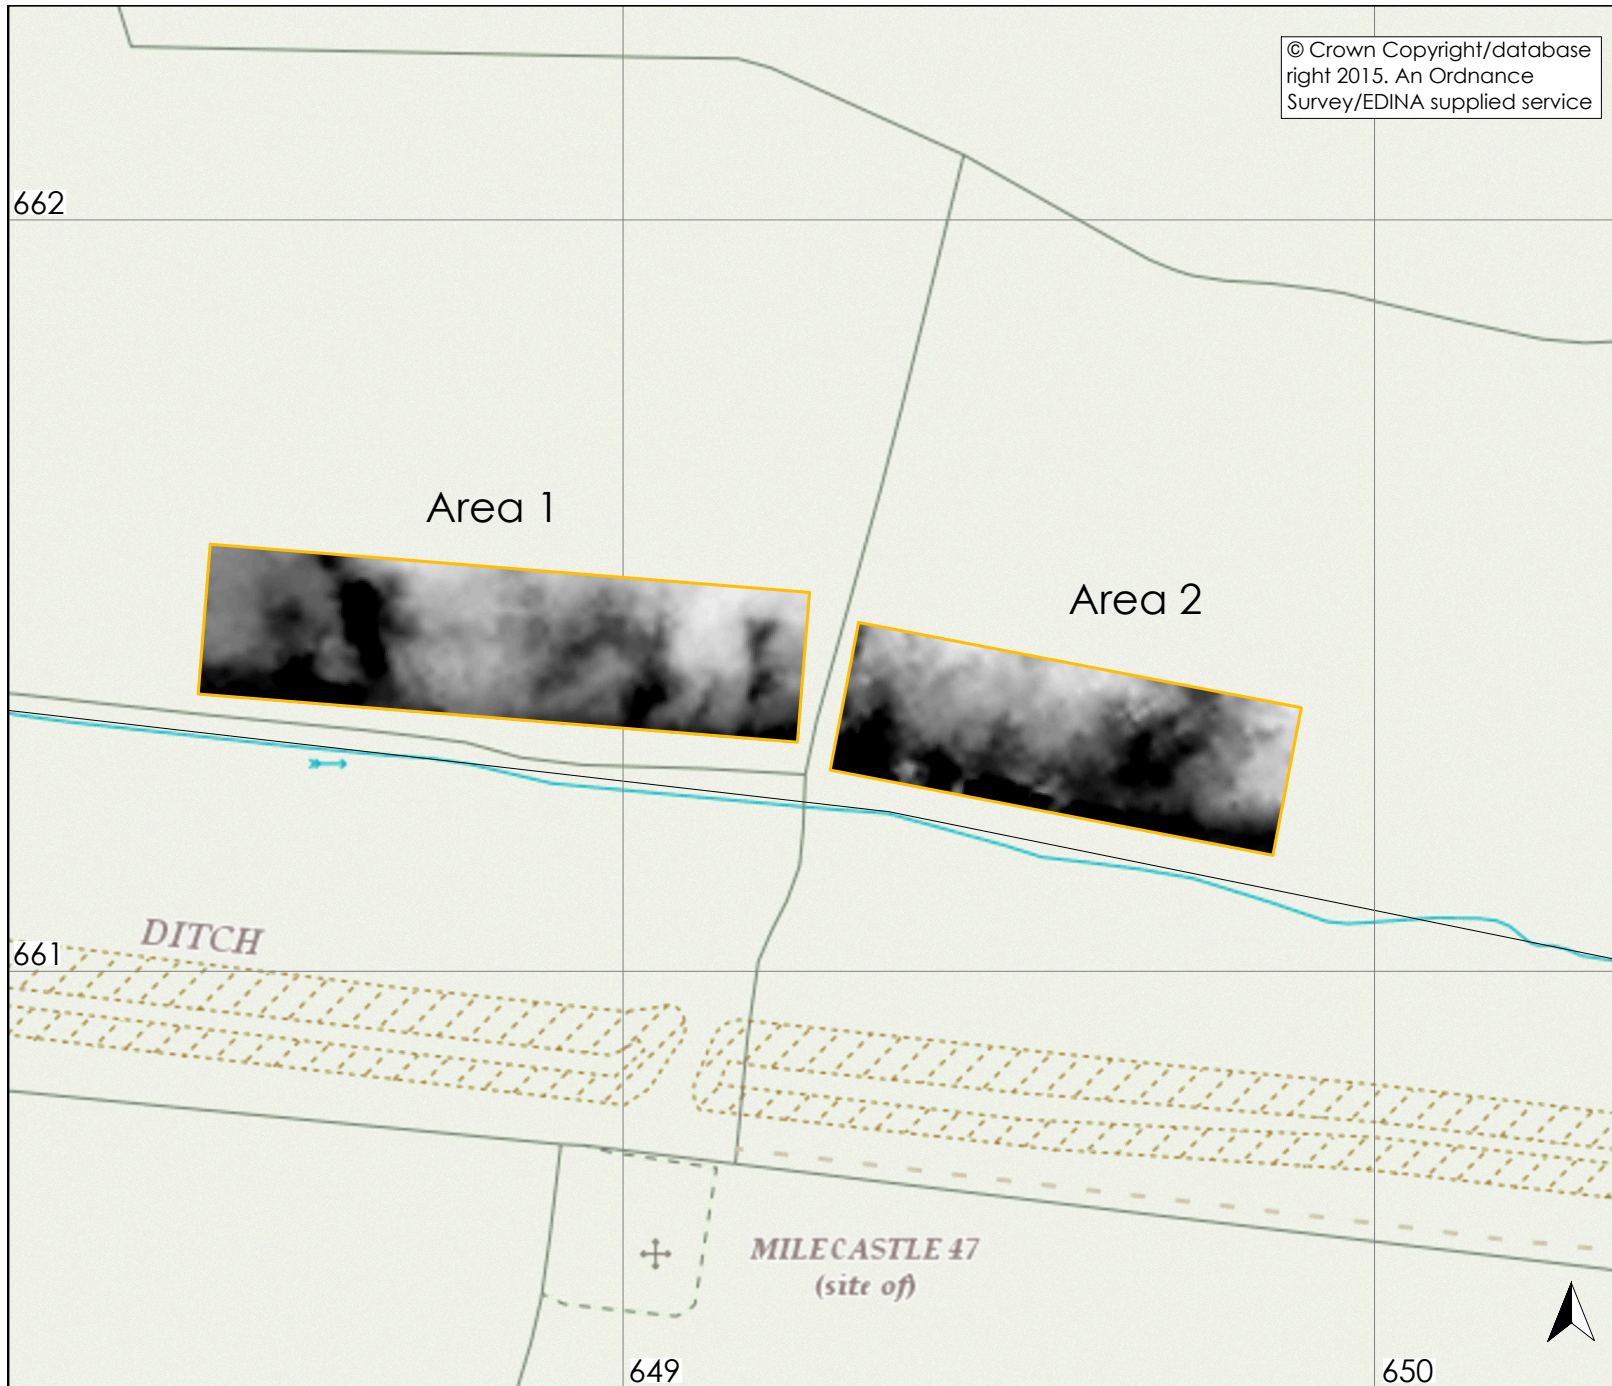 © Crown Copyright/database
right 2015. An Ordnance
Survey/EDINA supplied service
662
Area 1
Area 2
DITCH
661
MILECASTLE 47
(site of)
649
650